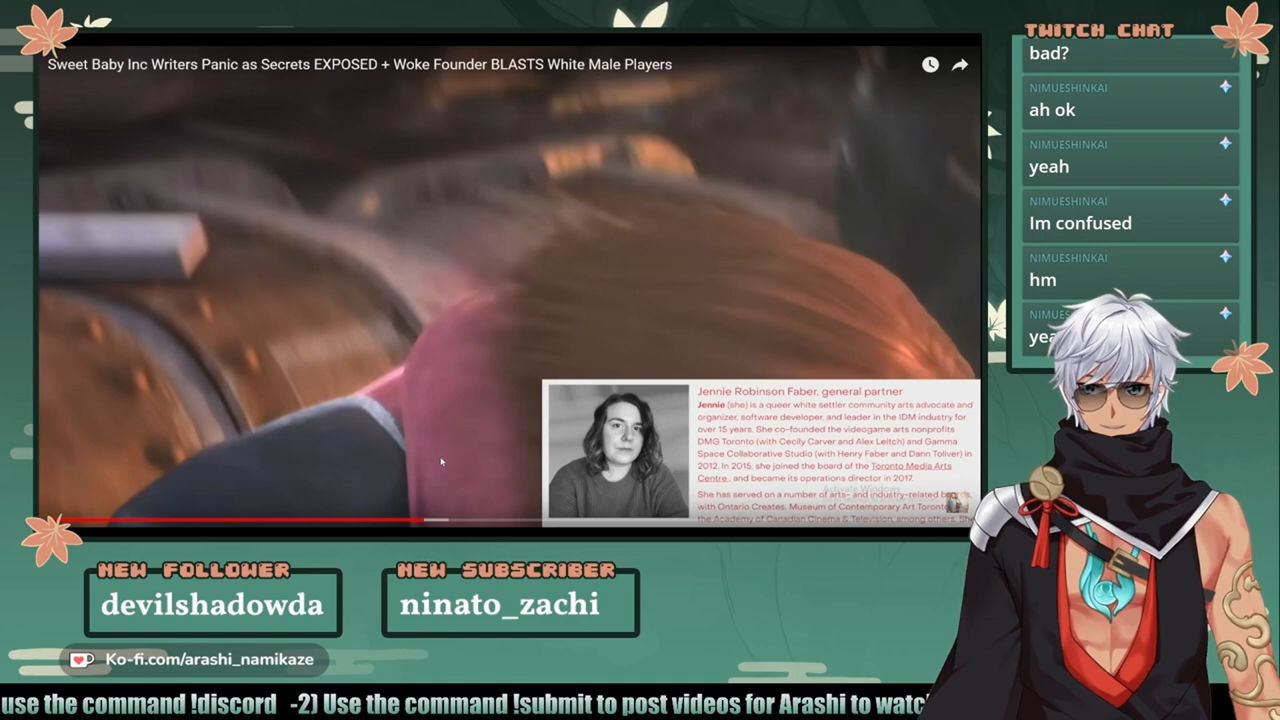 Sweet Baby Inc Writers Panic as Secrets EXPOSED + Woke Founder BLASTS White Male Players
TWITCH CHAT
bad?
NIMUESHINKAI
ah ok
NIMUESHINKAI
yeah
NIMUESHINKAI
Im confused
NIMUESHINKAI
hm
Jennie Robinson Faber, general partner
Jennie (she) is a queer white settler community arts advocate and
organizer, software developer, and leader in the IDM industry for
over 15 years. She co-founded the videogame arts nonprofits
DMG Toronto (with Cecily Carver and Alex Leitch) and Gamma
Space Collaborative Studio (with Henry Faber and Dann Toliver) in
2012. In 2015, she joined the board of the Toronto Media Arts
Centre , and became its operations director in 2017.
Activate Windows
She has served on a number of arts- and industry-related boards,
with Ontario Creates, Museum of Contemporary Art Toronto
the Academy of Canadian Cinema & Television, among others. She
NEW FOLLOWER
devilshadowda
NEW SUBSCRIBER
ninato_zachi
Ko-fi.com/arashi_namikaze
use the command !discord -2) Use the command !submit to post videos for Arashi to watc